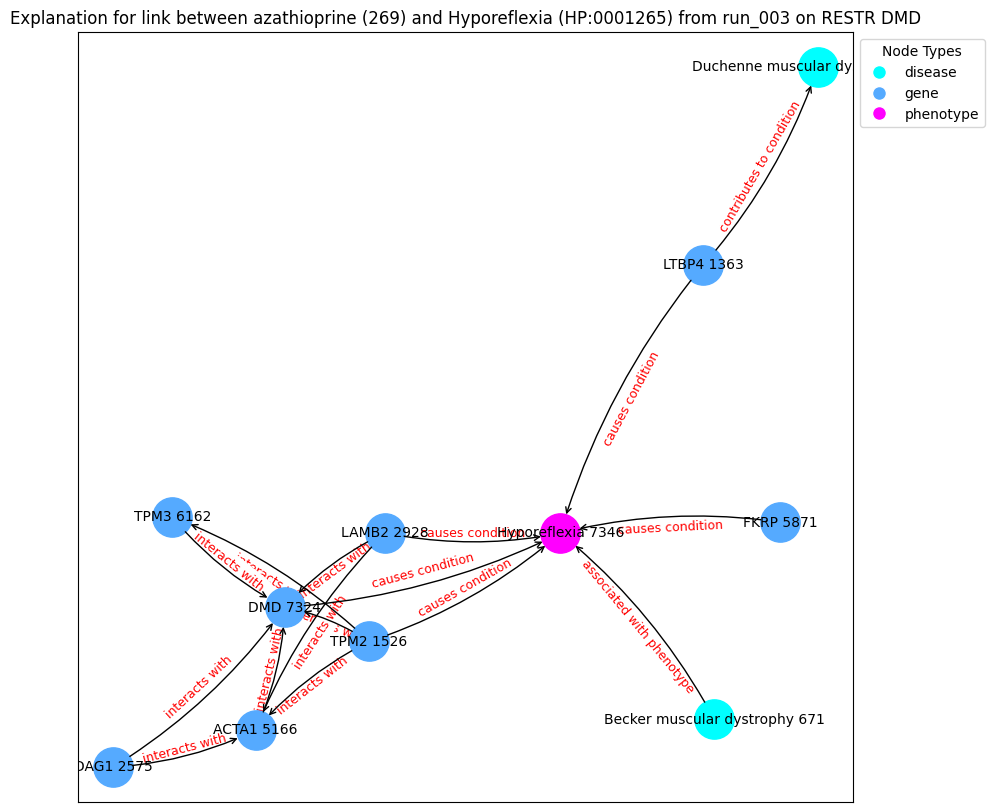 Explanation for link between azathioprine (269) and Hyporeflexia (HP:0001265) from run_003 on RESTR DMD
Node Types
disease
gene
phenotype
Duchenne muscular dy
contributes to condition
LTBP4 1363
causes condition
TPM3 6162
LAMB2 2928
causes condition
Hyporeflexia 7346
causes condition
FKRP 5871
interacts with
interacts
interacts with
causes condition
causes condition
associated with phenotype
DMD 7324
interacts with
TPM2 1526
interacts with
interacts with
interacts with
ACTA1 5166
Becker muscular dystrophy 671
interacts with
DAG1 2575